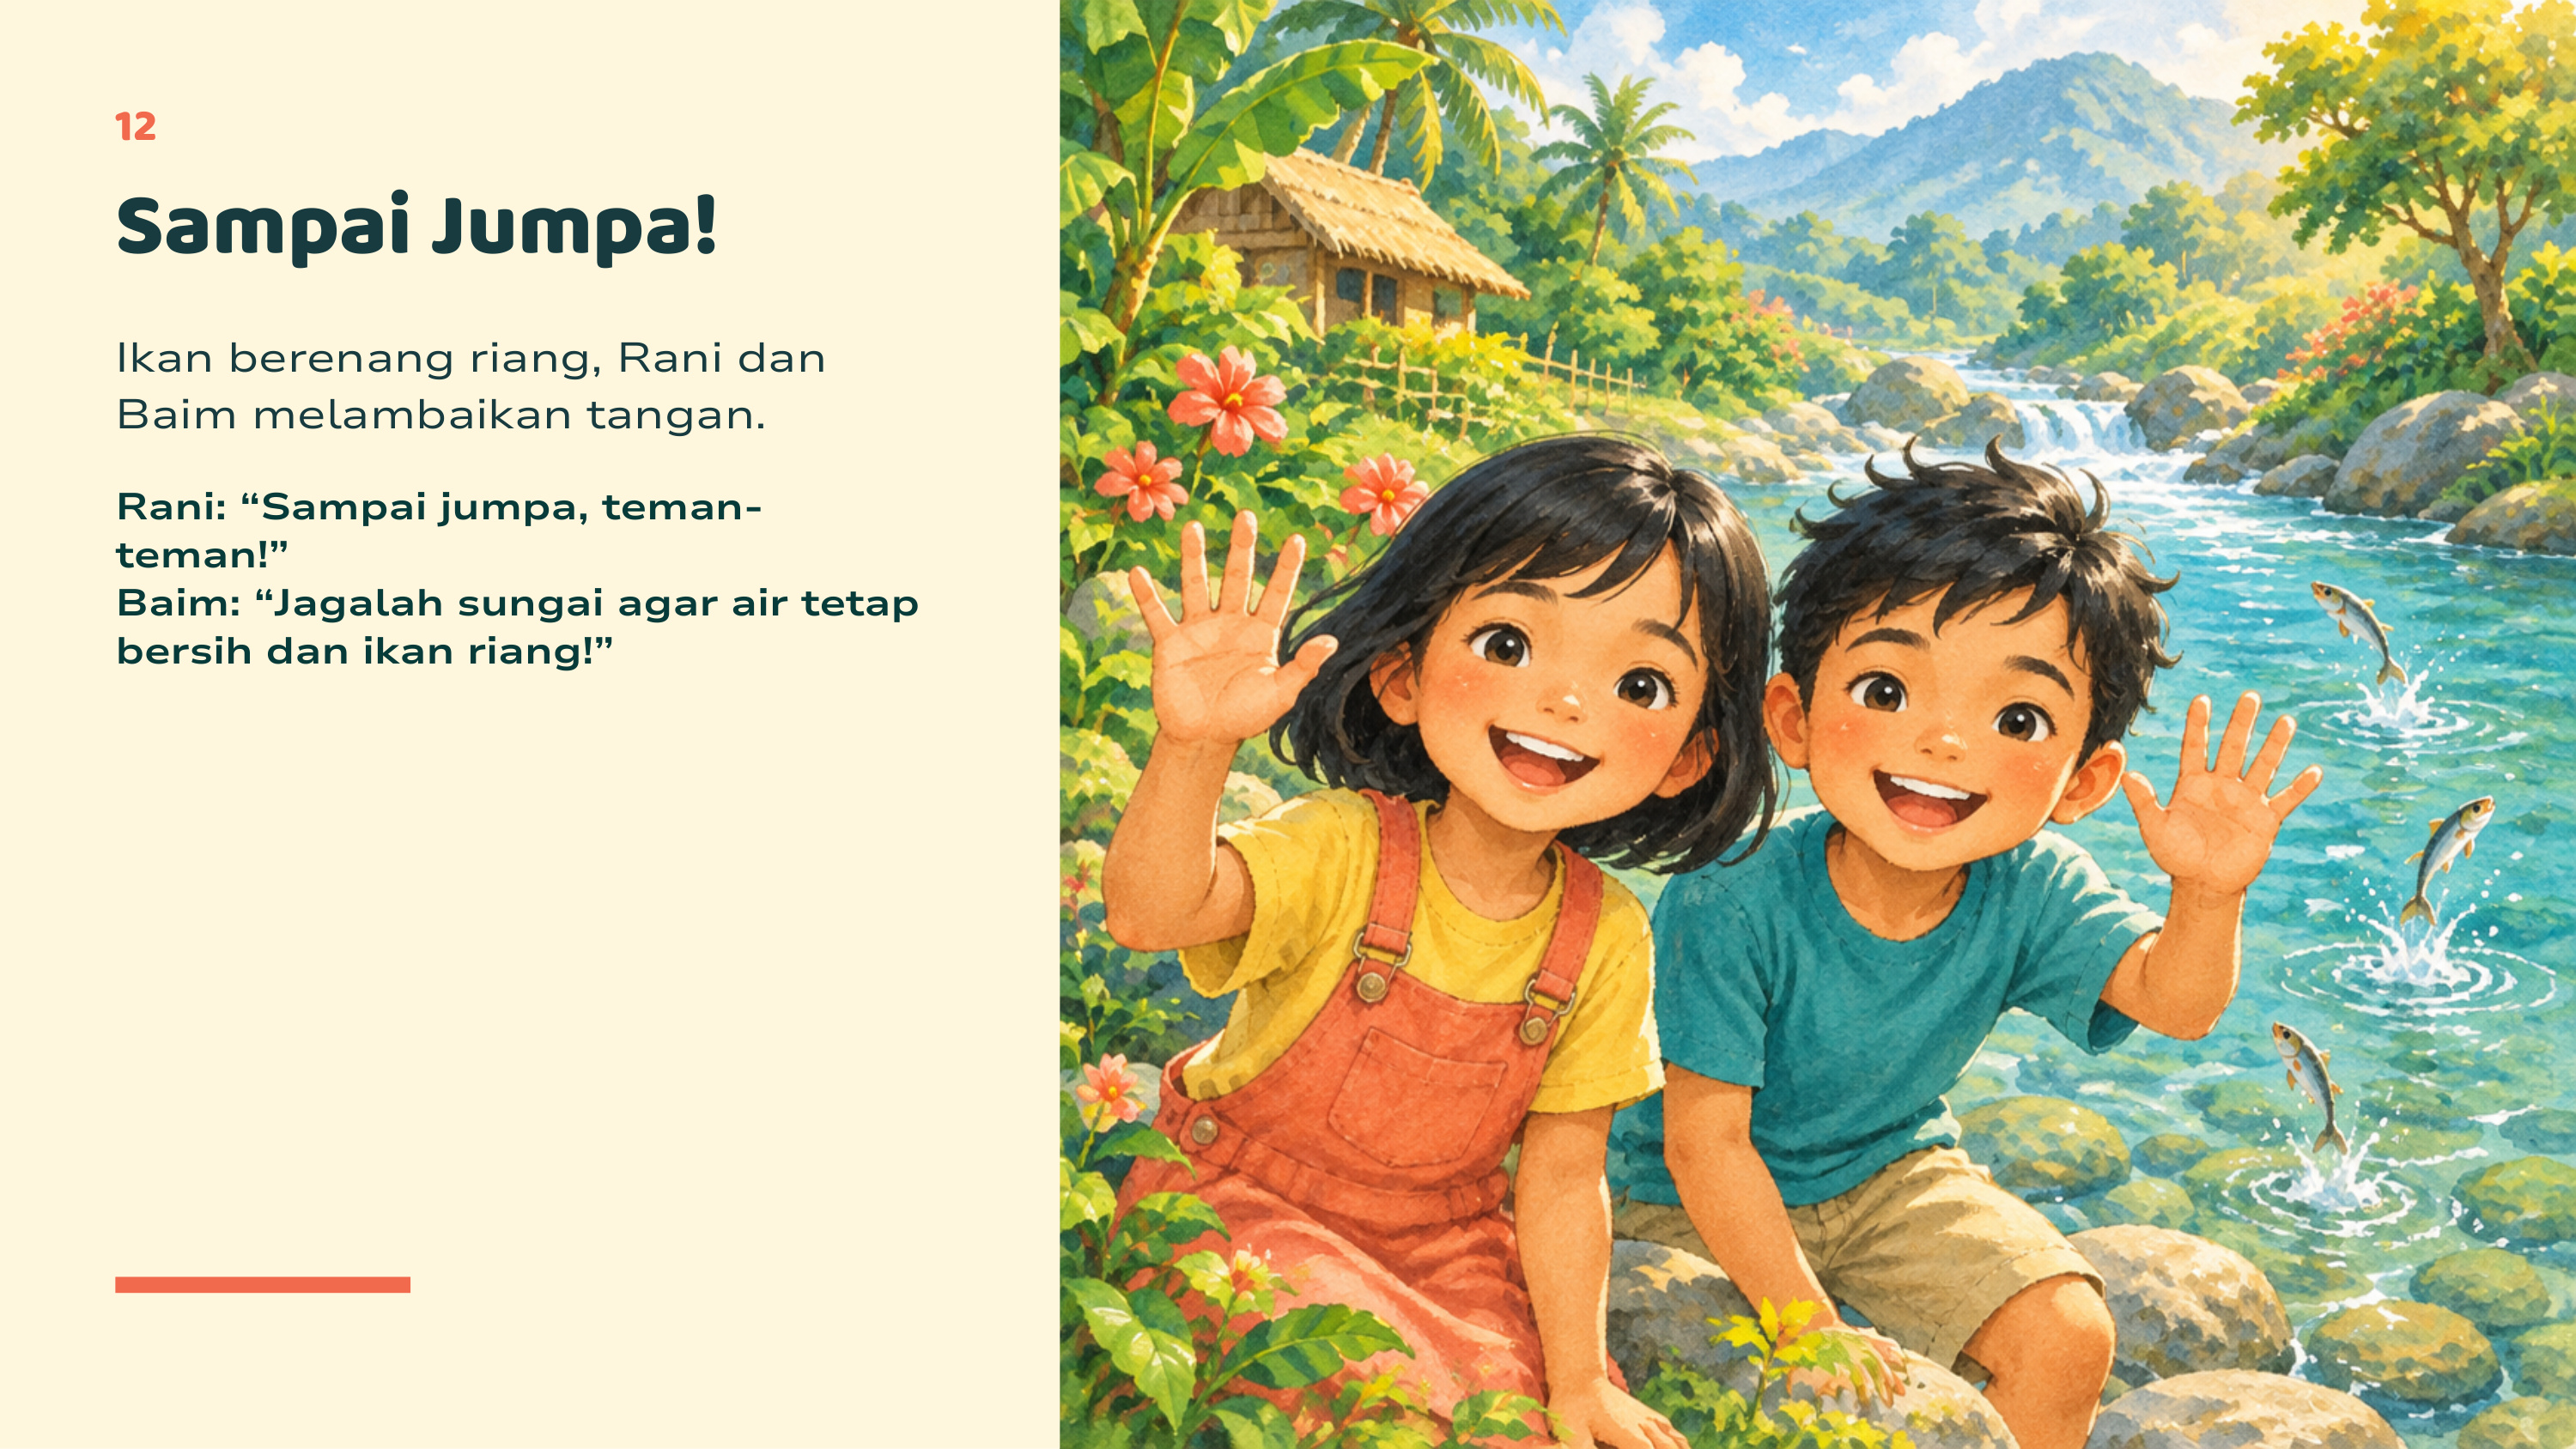 12
Sampai Jumpa!
Ikan berenang riang, Rani dan
Baim melambaikan tangan.
Rani: “Sampai jumpa, teman-
teman!”
Baim: “Jagalah sungai agar air tetap
bersih dan ikan riang!”